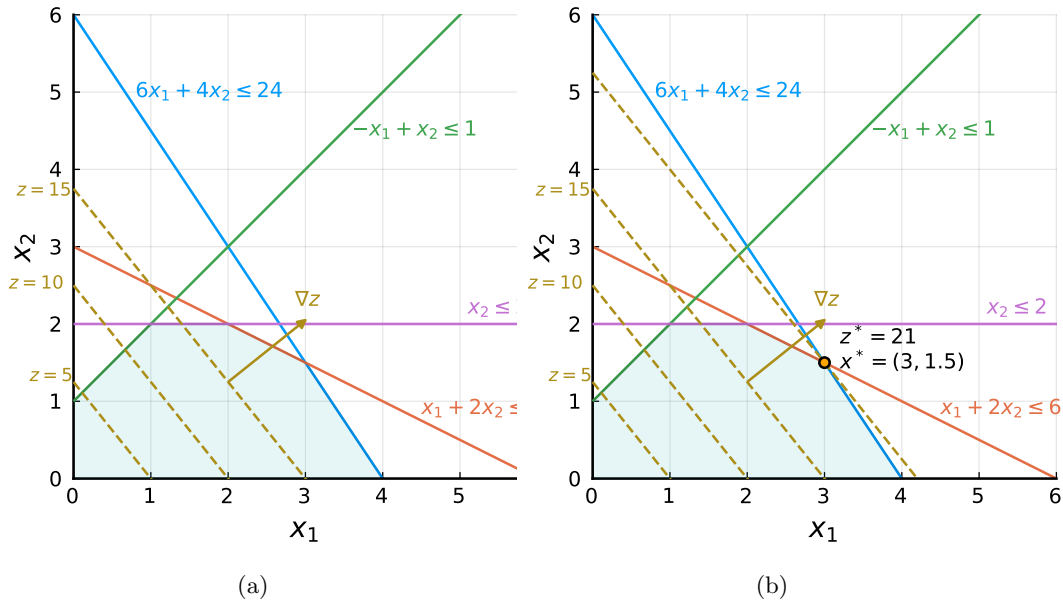 6
5
4
3
2
1
0
x₂
0 1 2 3 4 5
x₁
6x₁ + 4x₂ ≤ 24
−x₁ + x₂ ≤ 1
z = 15
z = 10
z = 5
∇z
x₂ ≤
x₁ + 2x₂ ≤
(a)
6
5
4
3
2
1
0
x₂
0 1 2 3 4 5 6
x₁
6x₁ + 4x₂ ≤ 24
−x₁ + x₂ ≤ 1
z = 15
z = 10
z = 5
∇z
x₂ ≤ 2
z* = 21
x* = (3, 1.5)
x₁ + 2x₂ ≤ 6
(b)